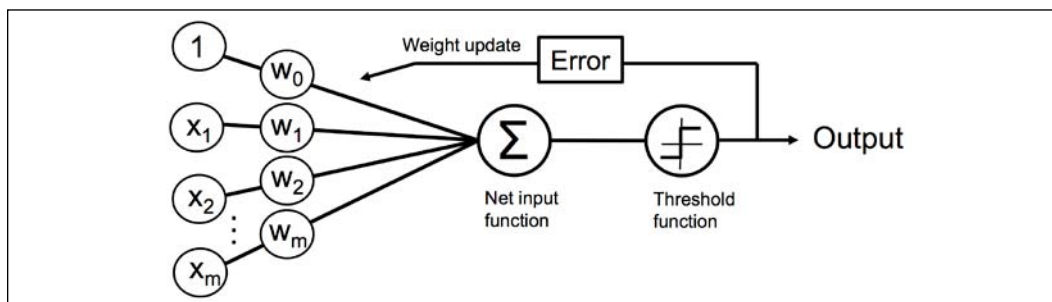 1
w₀
Weight update
Error
x₁
w₁
Σ
Output
x₂
w₂
Net input
function
Threshold
function
⋮
wₘ
xₘ